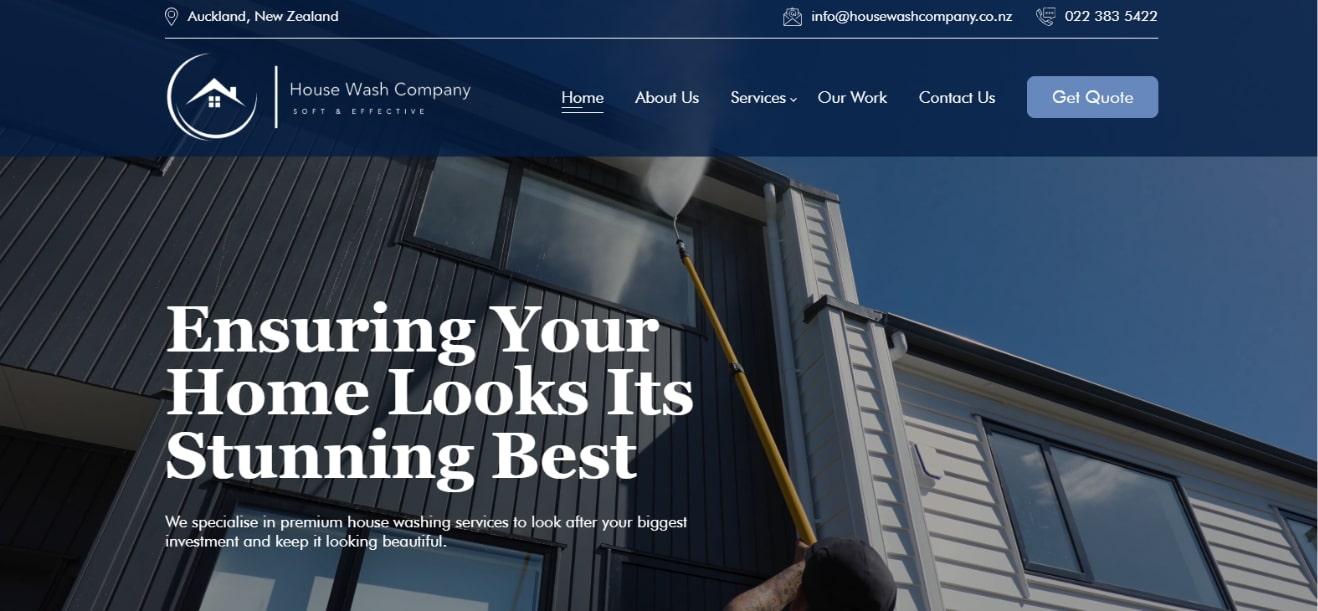 Auckland, New Zealand
info@housewashcompany.co.nz
022 383 5422
House Wash Company
SOFT & EFFECTIVE
Home
About Us
Services
Our Work
Contact Us
Get Quote
Ensuring Your
Home Looks Its
Stunning Best
We specialise in premium house washing services to look after your biggest
investment and keep it looking beautiful.